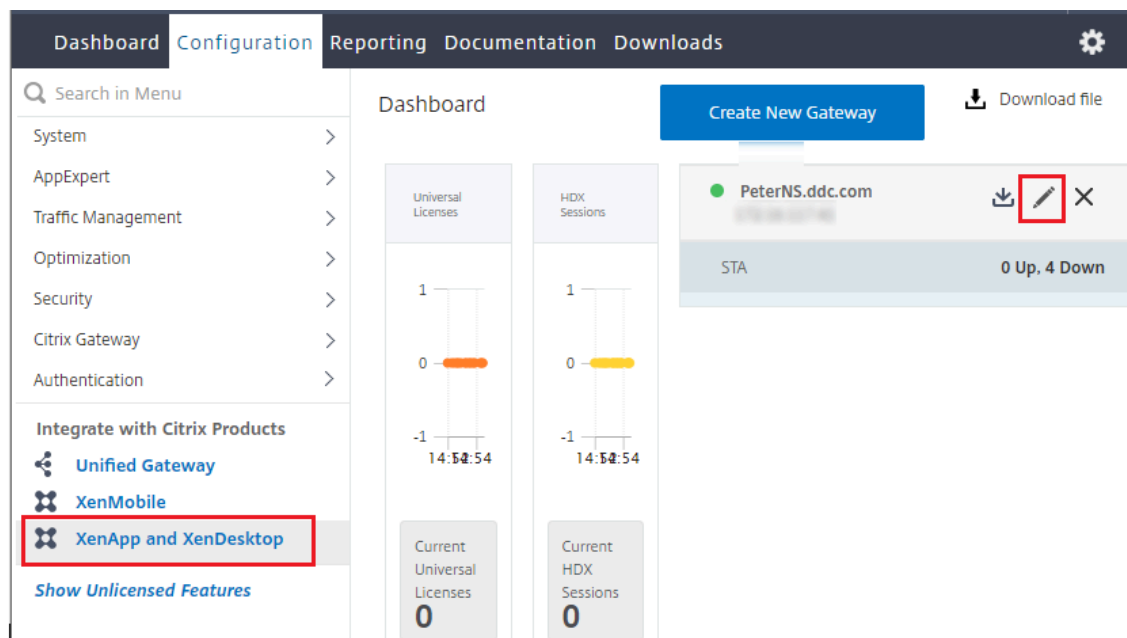 Dashboard Configuration Reporting Documentation Downloads
Search in Menu
System
AppExpert
Traffic Management
Optimization
Security
Citrix Gateway
Authentication
Integrate with Citrix Products
Unified Gateway
XenMobile
XenApp and XenDesktop
Show Unlicensed Features
Dashboard
Create New Gateway
Download file
Universal
Licenses
1
0
-1
Current
Universal
Licenses
0
HDX
Sessions
1
0
-1
Current
HDX
Sessions
0
PeterNS.ddc.com
STA 0 Up, 4 Down